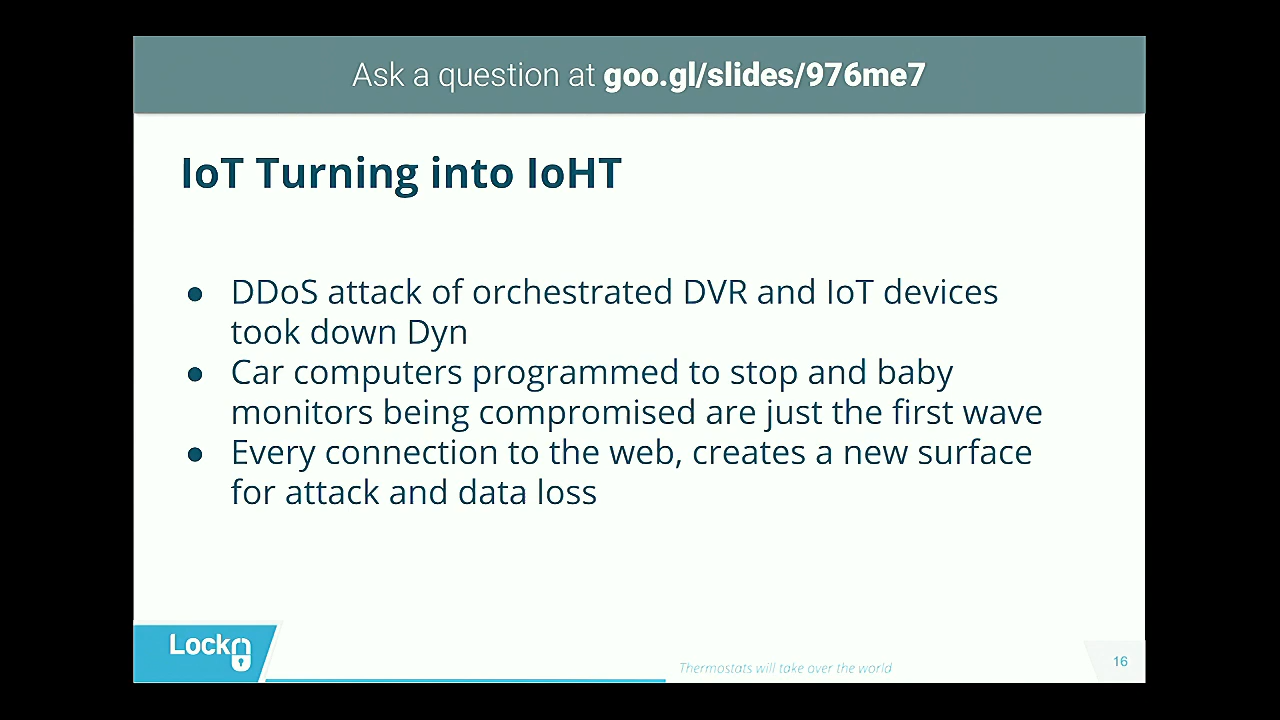 Ask a question at goo.gl/slides/976me7
IoT Turning into IoHT
● DDoS attack of orchestrated DVR and IoT devices
took down Dyn
● Car computers programmed to stop and baby
monitors being compromised are just the first wave
● Every connection to the web, creates a new surface
for attack and data loss
Lockr
Thermostats will take over the world
16